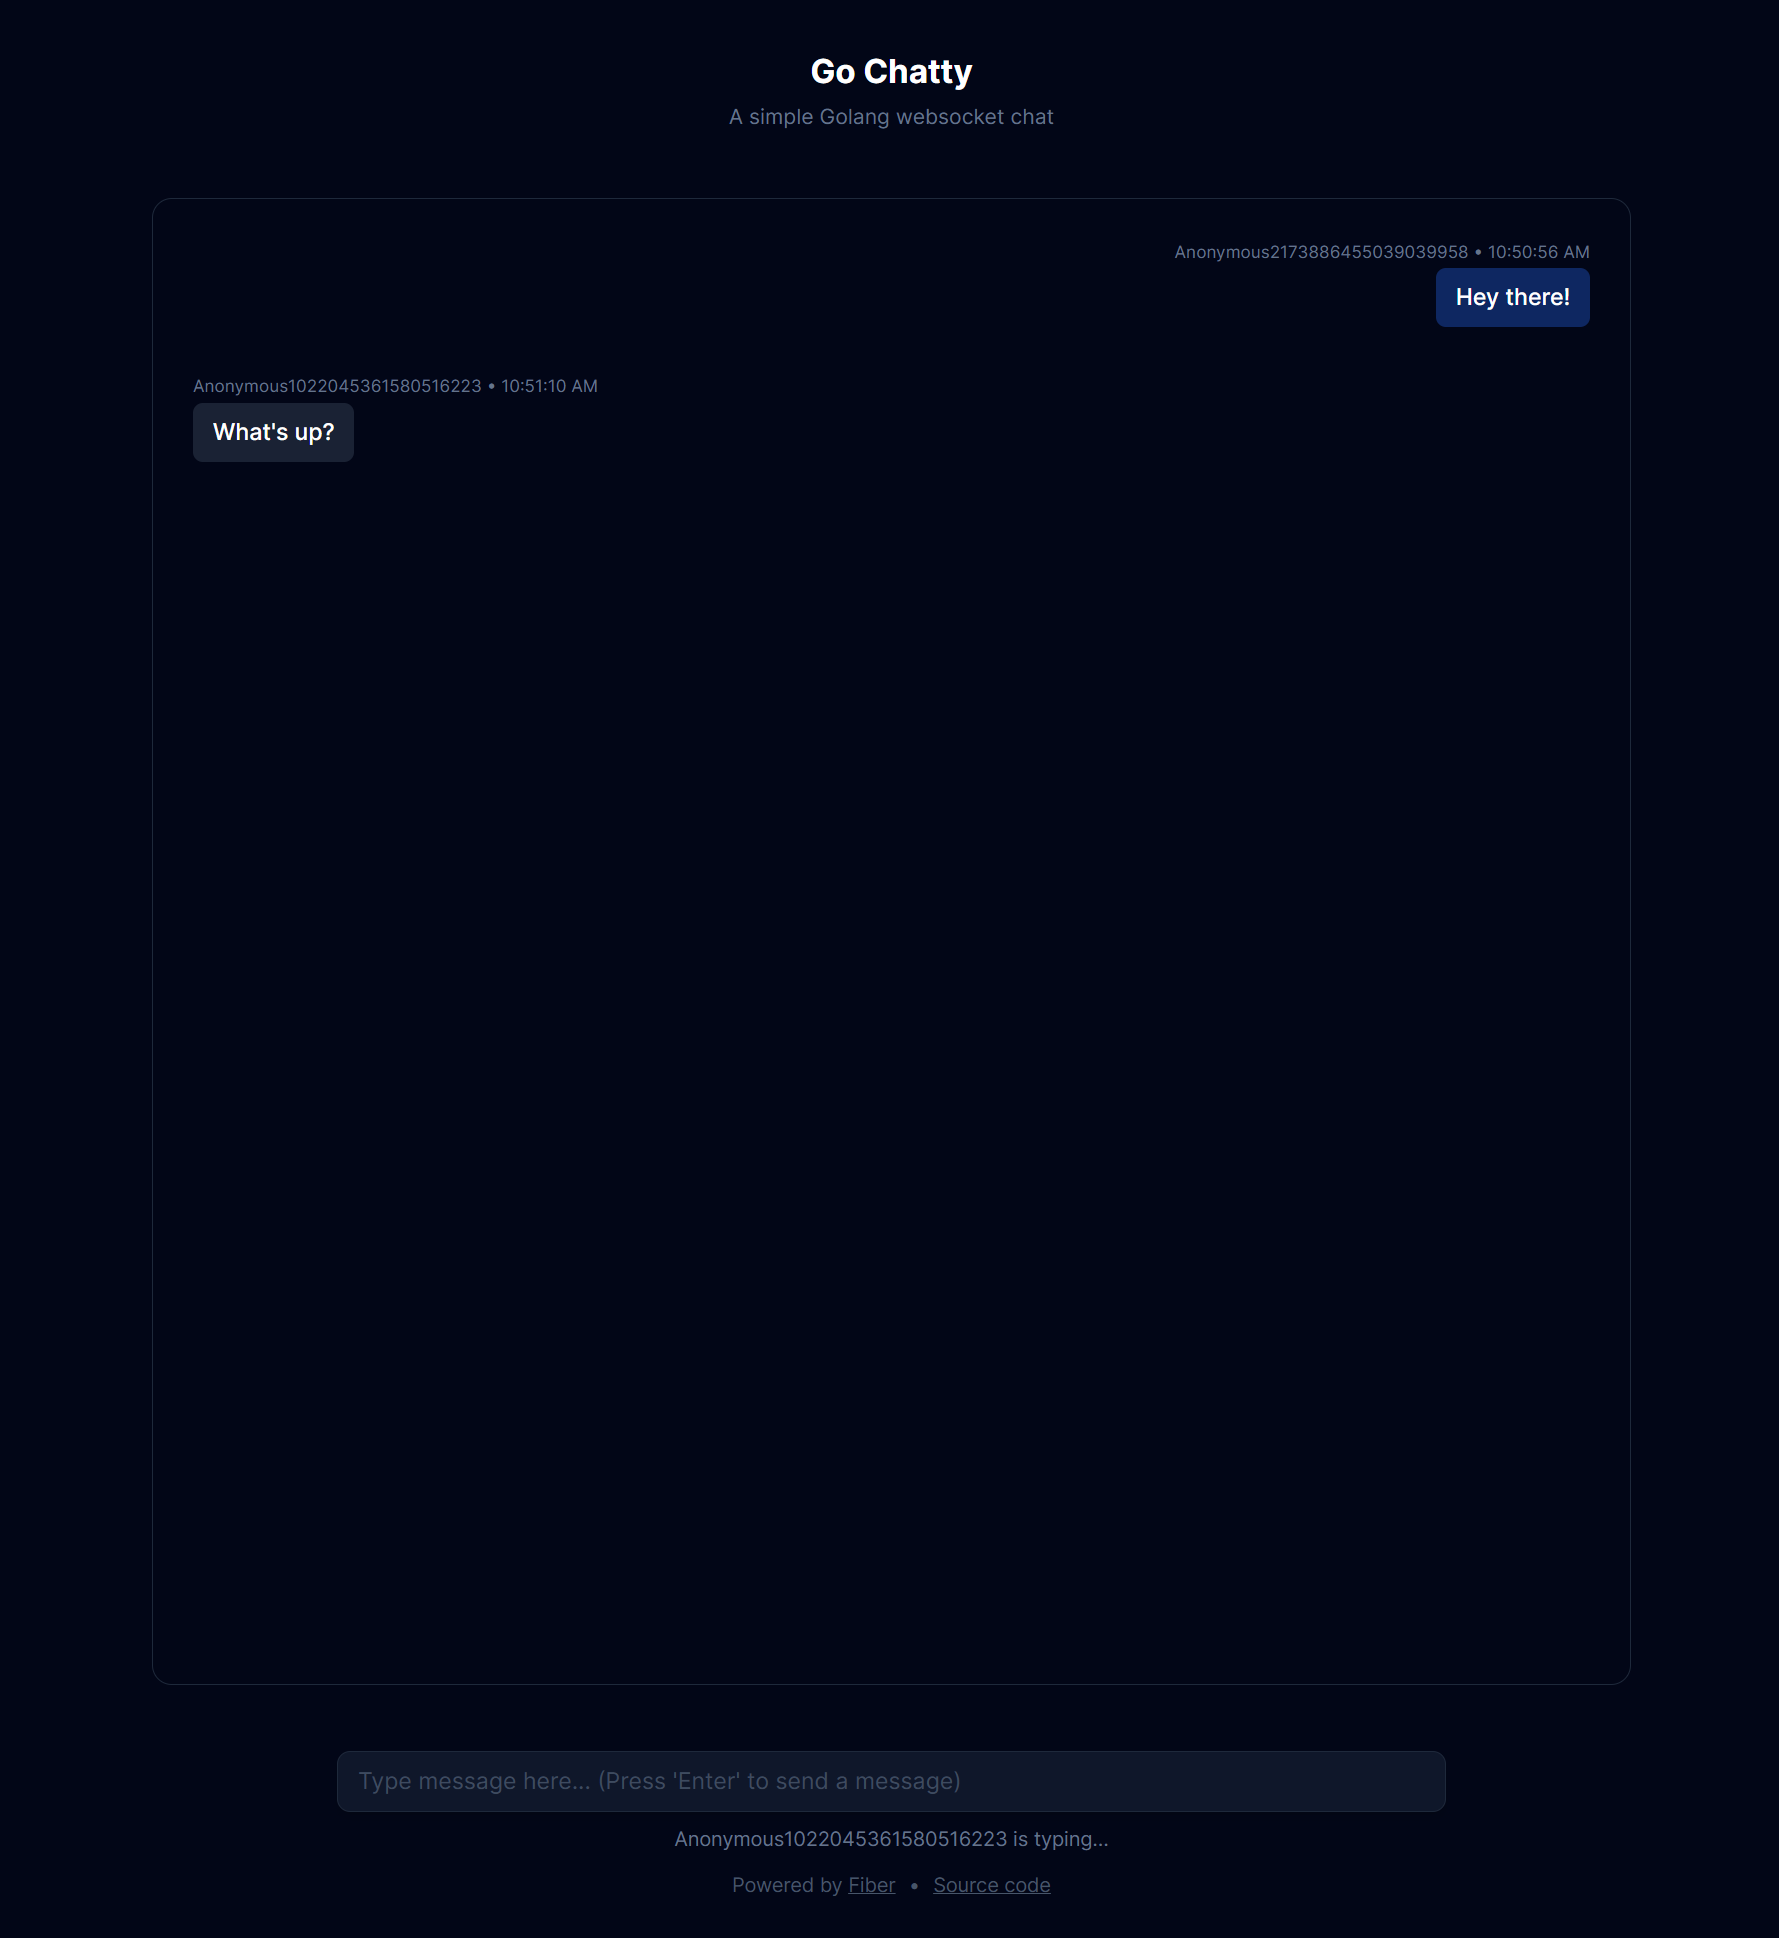 Go Chatty
A simple Golang websocket chat
Anonymous2173886455039039958 • 10:50:56 AM
Hey there!
Anonymous1022045361580516223 • 10:51:10 AM
What's up?
Type message here... (Press 'Enter' to send a message)
Anonymous1022045361580516223 is typing...
Powered by Fiber • Source code